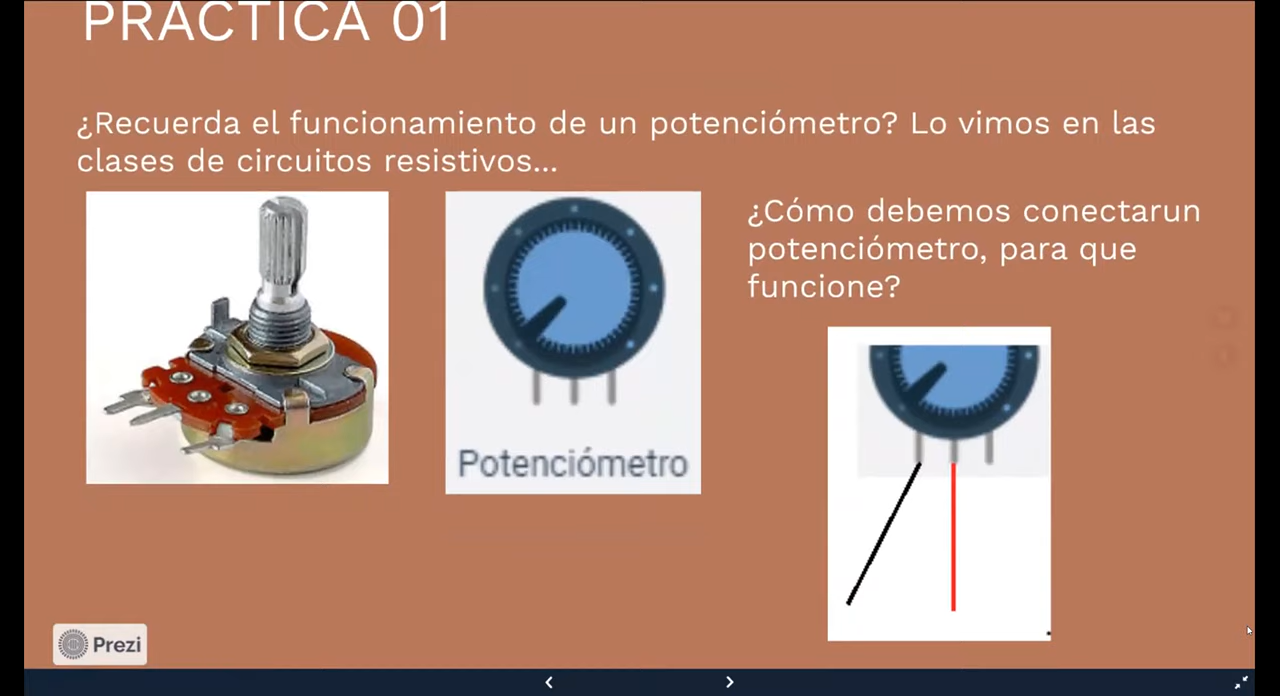 PRACTICA 01
¿Recuerda el funcionamiento de un potenciómetro? Lo vimos en las
clases de circuitos resistivos...
¿Cómo debemos conectarun
potenciómetro, para que
funcione?
Potenciómetro
Prezi